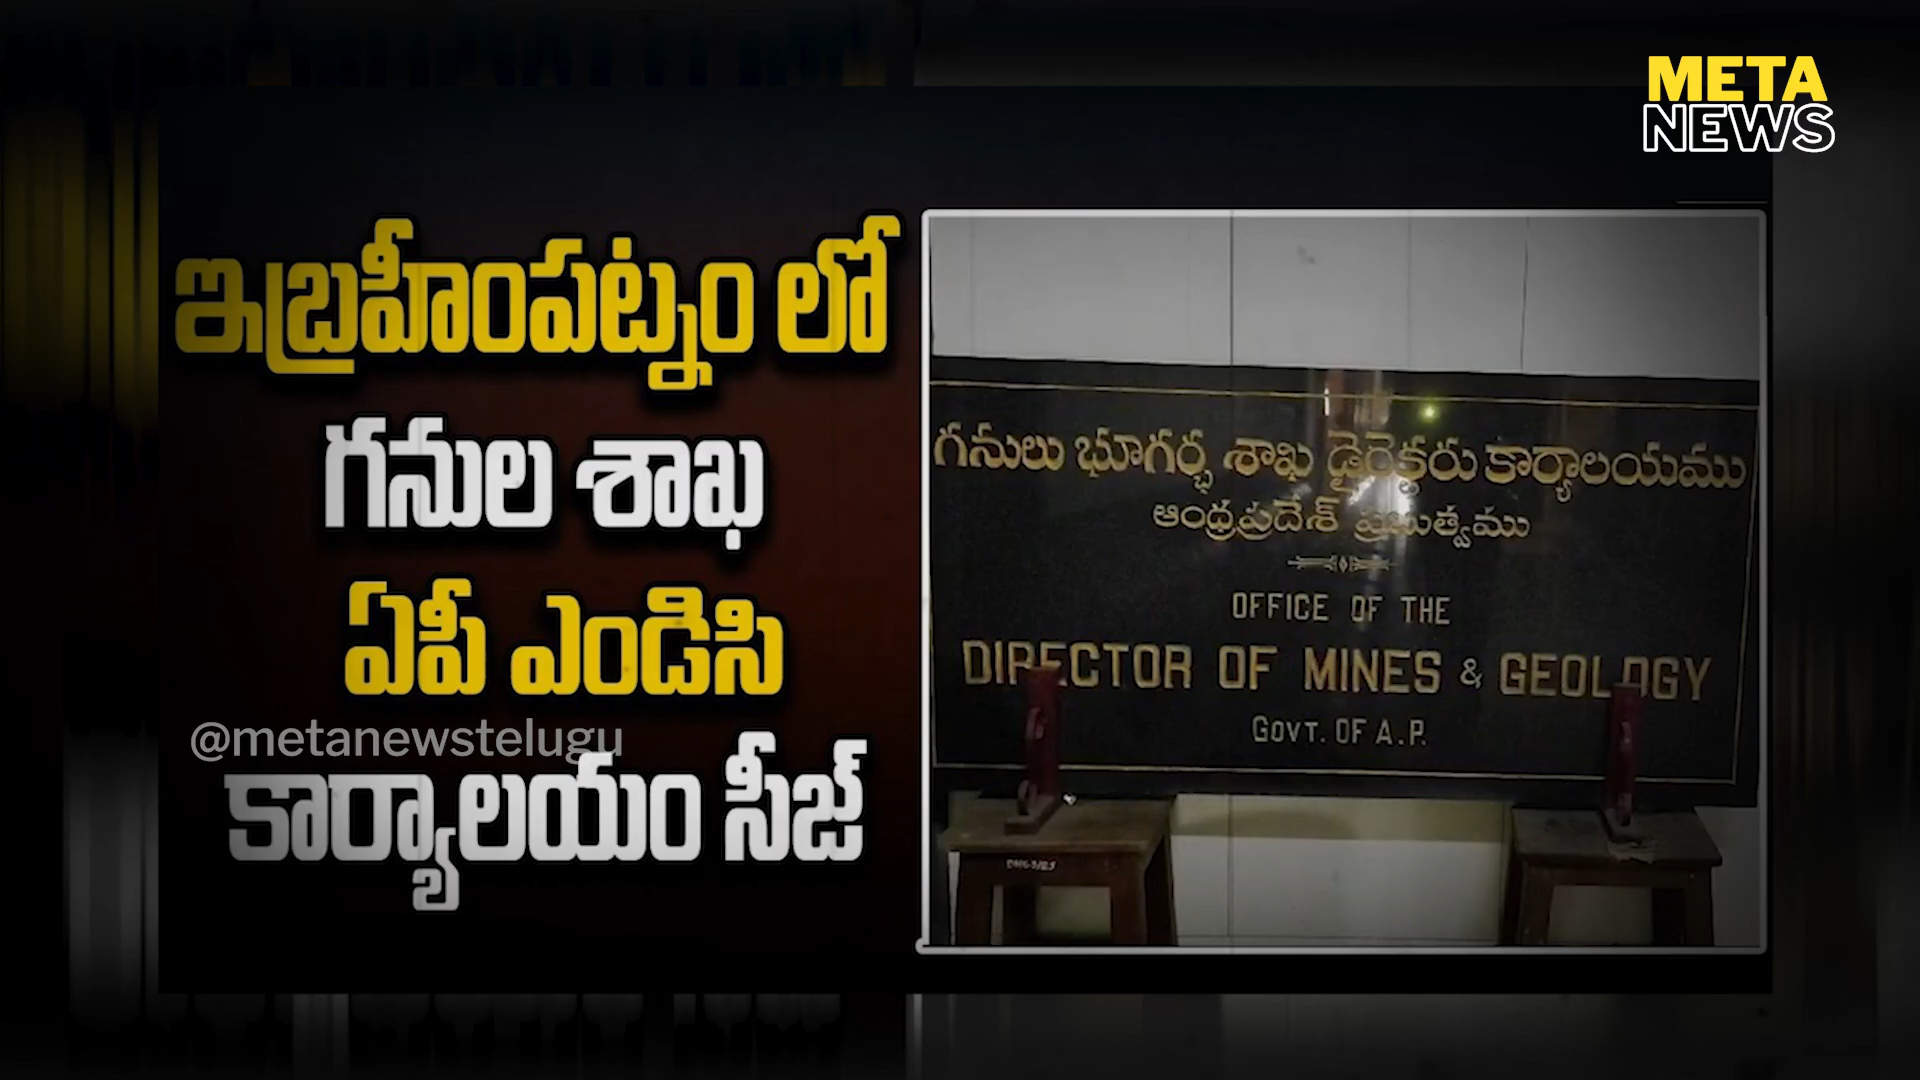 META
NEWS
ఇబ్రహీంపట్నం లో
గనుల శాఖ
ఏపీ ఎండిసి
@metanewstelugu
కార్యాలయం సీజ్
గనులు భూగర్భ శాఖ డైరెక్టరు కార్యాలయము
ఆంధ్రప్రదేశ్ ప్రభుత్వము
OFFICE OF THE
DIRECTOR OF MINES & GEOLOGY
GOVT. OF A.P.